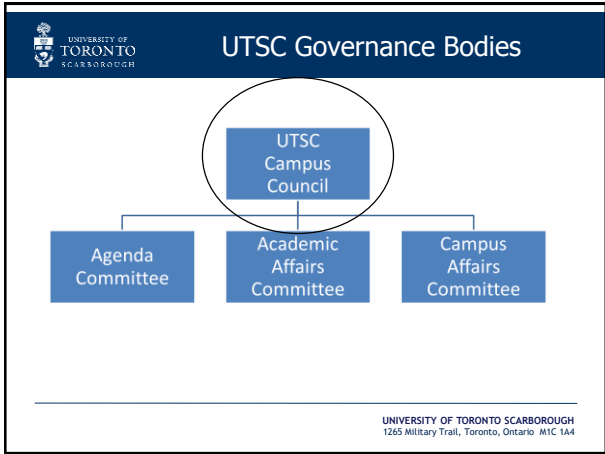 UNIVERSITY OF
TORONTO
SCARBOROUGH
UTSC Governance Bodies
UTSC
Campus
Council
Agenda
Committee
Academic
Affairs
Committee
Campus
Affairs
Committee
UNIVERSITY OF TORONTO SCARBOROUGH
1265 Military Trail, Toronto, Ontario M1C 1A4